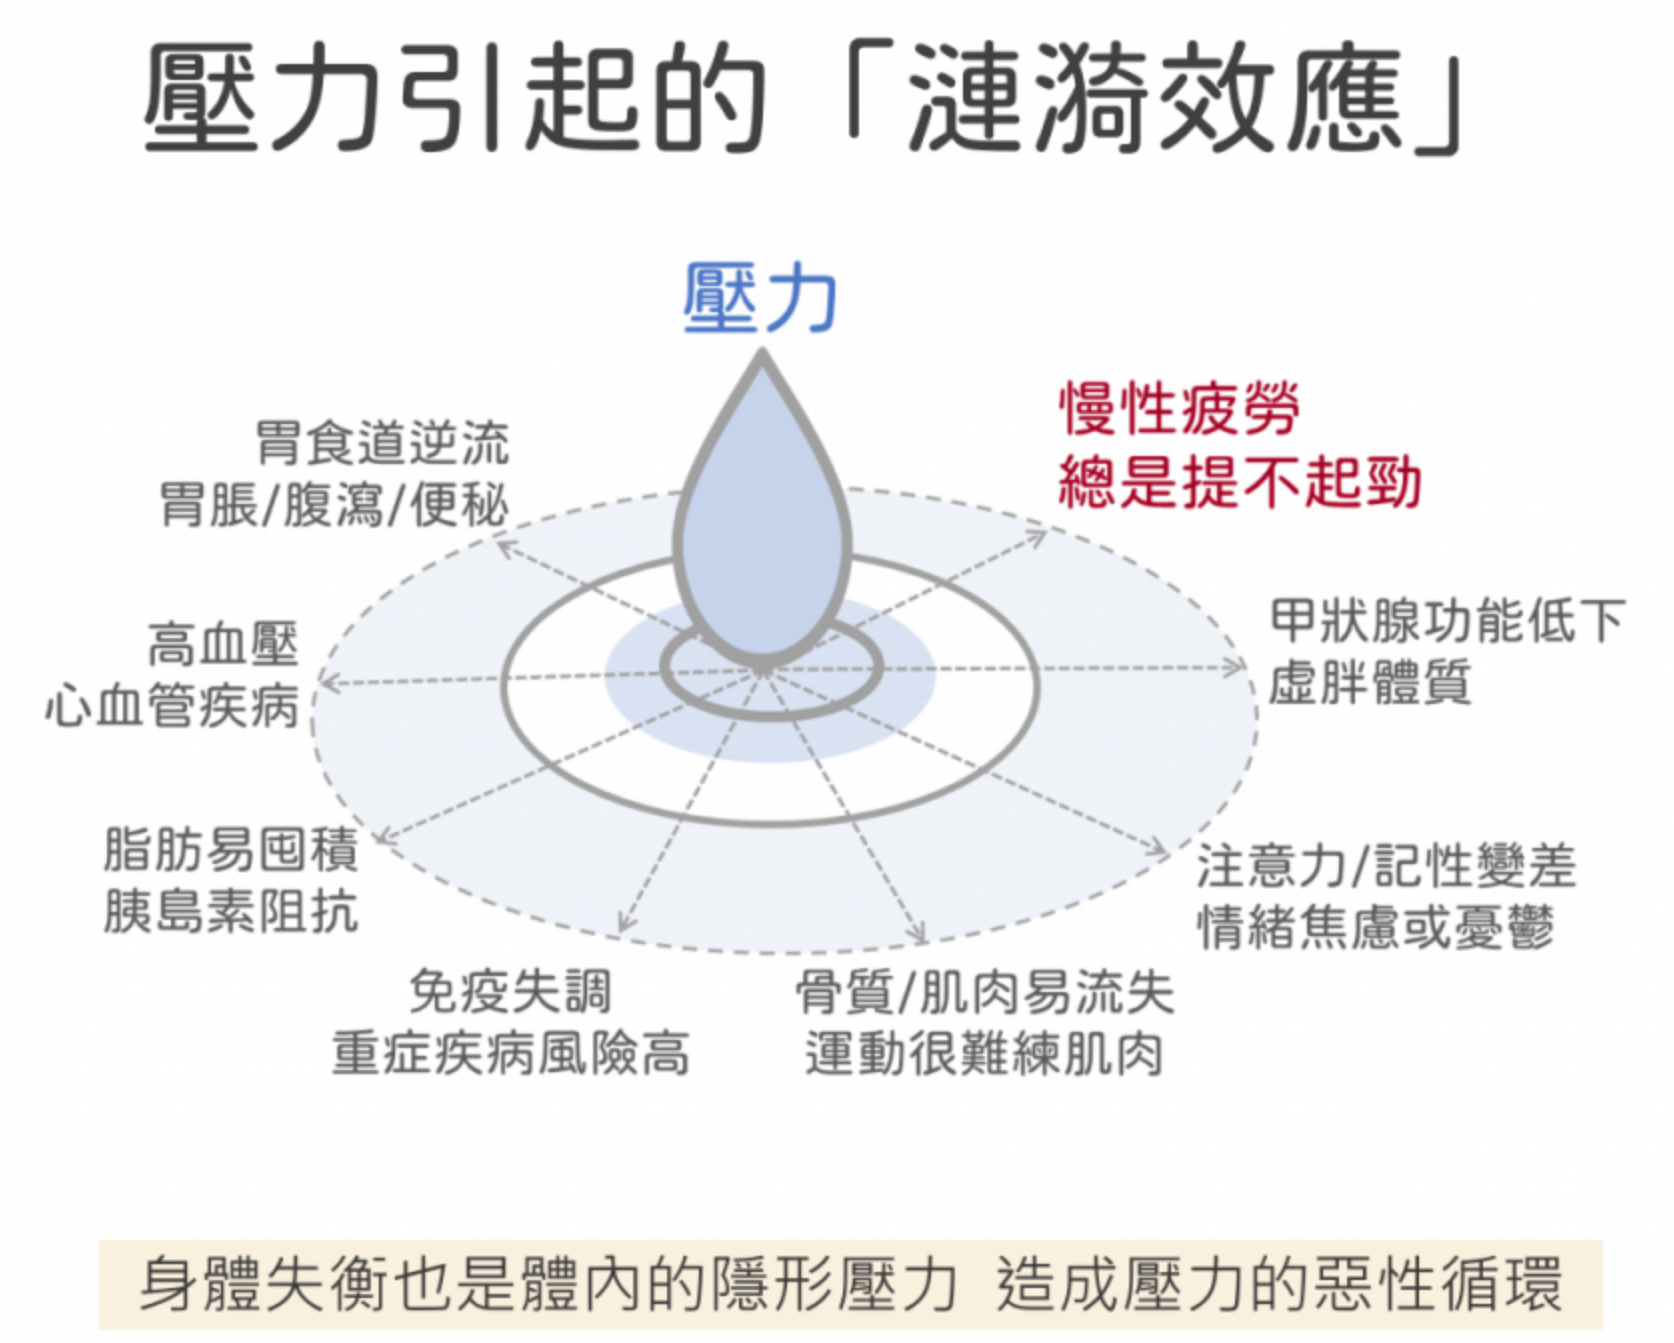 壓力引起的「漣漪效應」
壓力
慢性疲勞
總是提不起勁
胃食道逆流
胃脹/腹瀉/便秘
甲狀腺功能低下
虛胖體質
高血壓
心血管疾病
脂肪易囤積
胰島素阻抗
注意力/記性變差
情緒焦慮或憂鬱
免疫失調
重症疾病風險高
骨質/肌肉易流失
運動很難練肌肉
身體失衡也是體內的隱形壓力 造成壓力的惡性循環